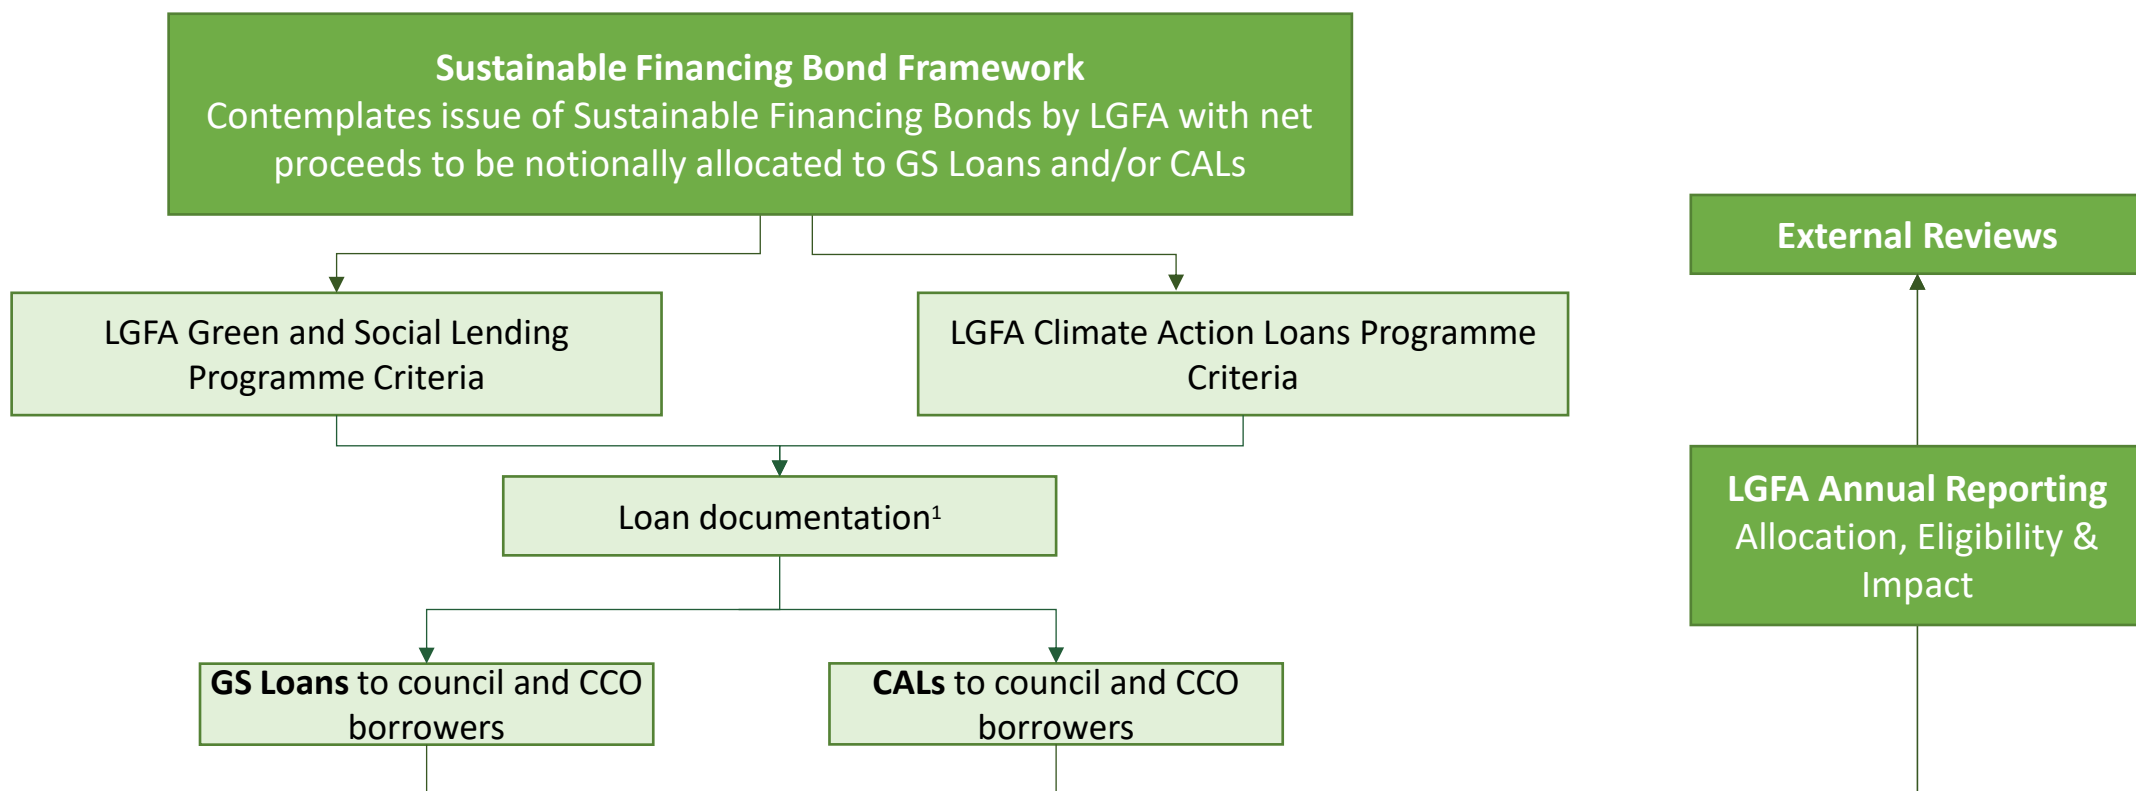 Sustainable Financing Bond Framework
Contemplates issue of Sustainable Financing Bonds by LGFA with net
proceeds to be notionally allocated to GS Loans and/or CALs
External Reviews
LGFA Green and Social Lending
Programme Criteria
LGFA Climate Action Loans Programme
Criteria
Loan documentation¹
LGFA Annual Reporting
Allocation, Eligibility &
Impact
GS Loans to council and CCO
borrowers
CALs to council and CCO
borrowers